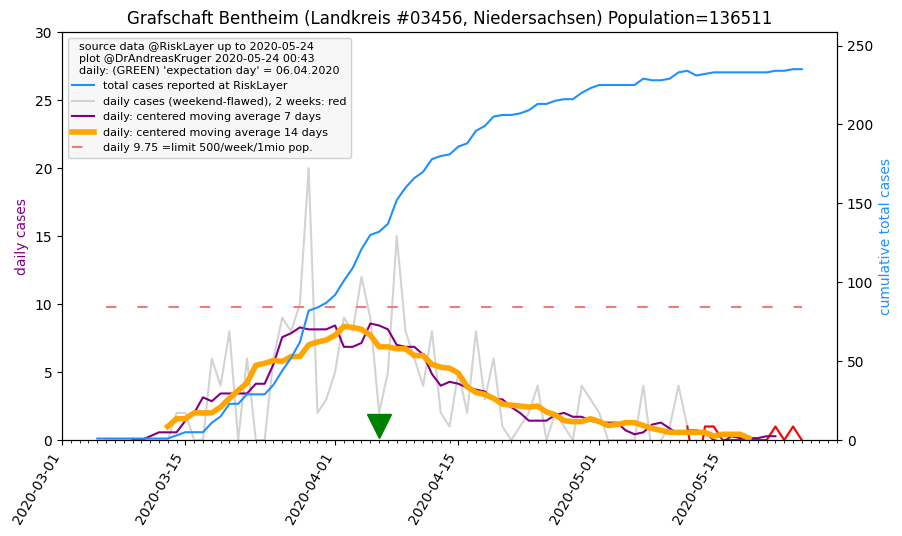 Grafschaft Bentheim (Landkreis #03456, Niedersachsen) Population=136511
source data @RiskLayer up to 2020-05-24
plot @DrAndreasKruger 2020-05-24 00:43
daily: (GREEN) 'expectation day' = 06.04.2020
total cases reported at RiskLayer
daily cases (weekend-flawed), 2 weeks: red
daily: centered moving average 7 days
daily: centered moving average 14 days
daily 9.75 =limit 500/week/1mio pop.
daily cases
30
25
20
15
10
5
0
cumulative total cases
250
200
150
100
50
0
2020-03-01
2020-03-15
2020-04-01
2020-04-15
2020-05-01
2020-05-15